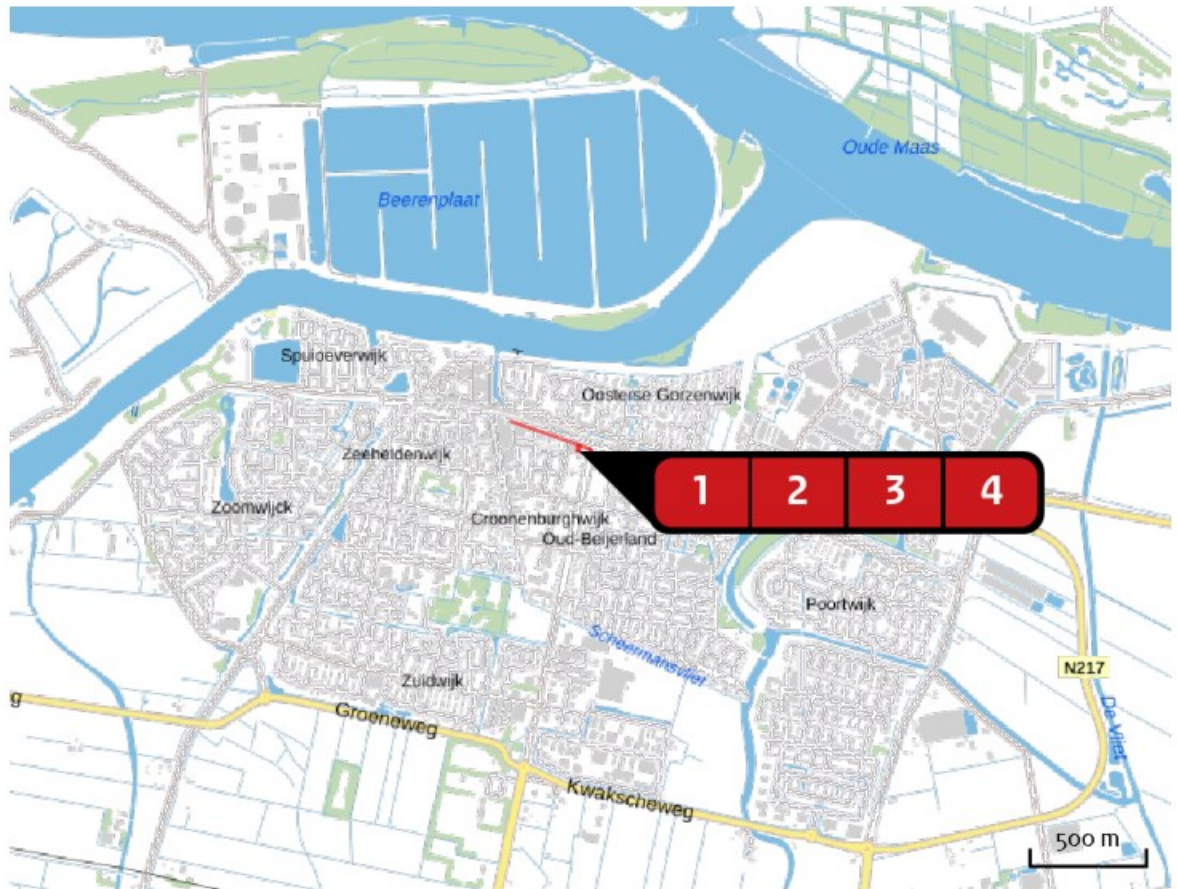 Oude Maas
Beerenplaat
Spuioeverwijk
Oosterse Gorzenwijk
Zeeheldenwijk
1 2 3 4
Zoomwijck
Croonenburghwijk
Oud-Beijerland
Poortwijk
Scheermansvliet
N217
Zuidwijk
g
Groeneweg
De Vliet
Kwakscheweg
500 m